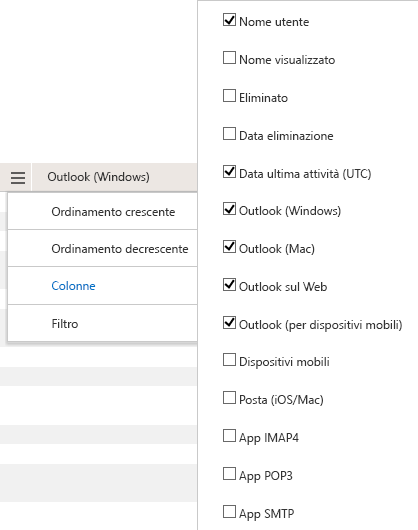 Outlook (Windows)
Ordinamento crescente
Ordinamento decrescente
Colonne
Filtro
Nome utente
Nome visualizzato
Eliminato
Data eliminazione
Data ultima attività (UTC)
Outlook (Windows)
Outlook (Mac)
Outlook sul Web
Outlook (per dispositivi mobili)
Dispositivi mobili
Posta (iOS/Mac)
App IMAP4
App POP3
App SMTP